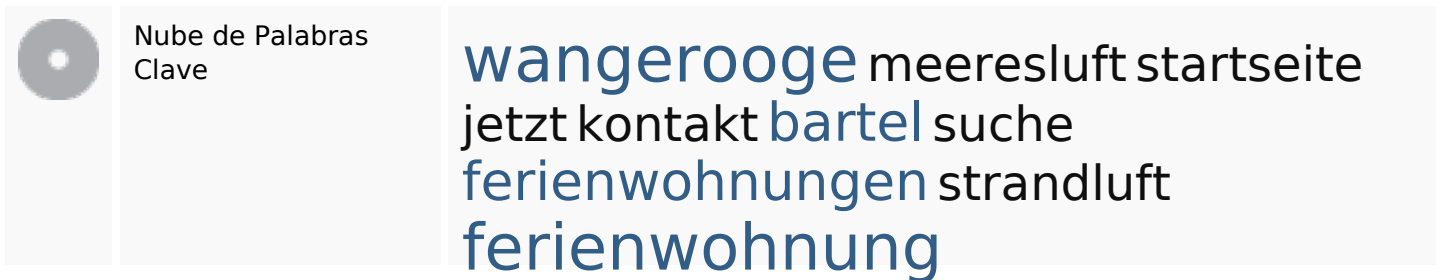 Nube de Palabras
Clave
wangerooge meeresluft startseite
jetzt kontakt bartel suche
ferienwohnungen strandluft
ferienwohnung